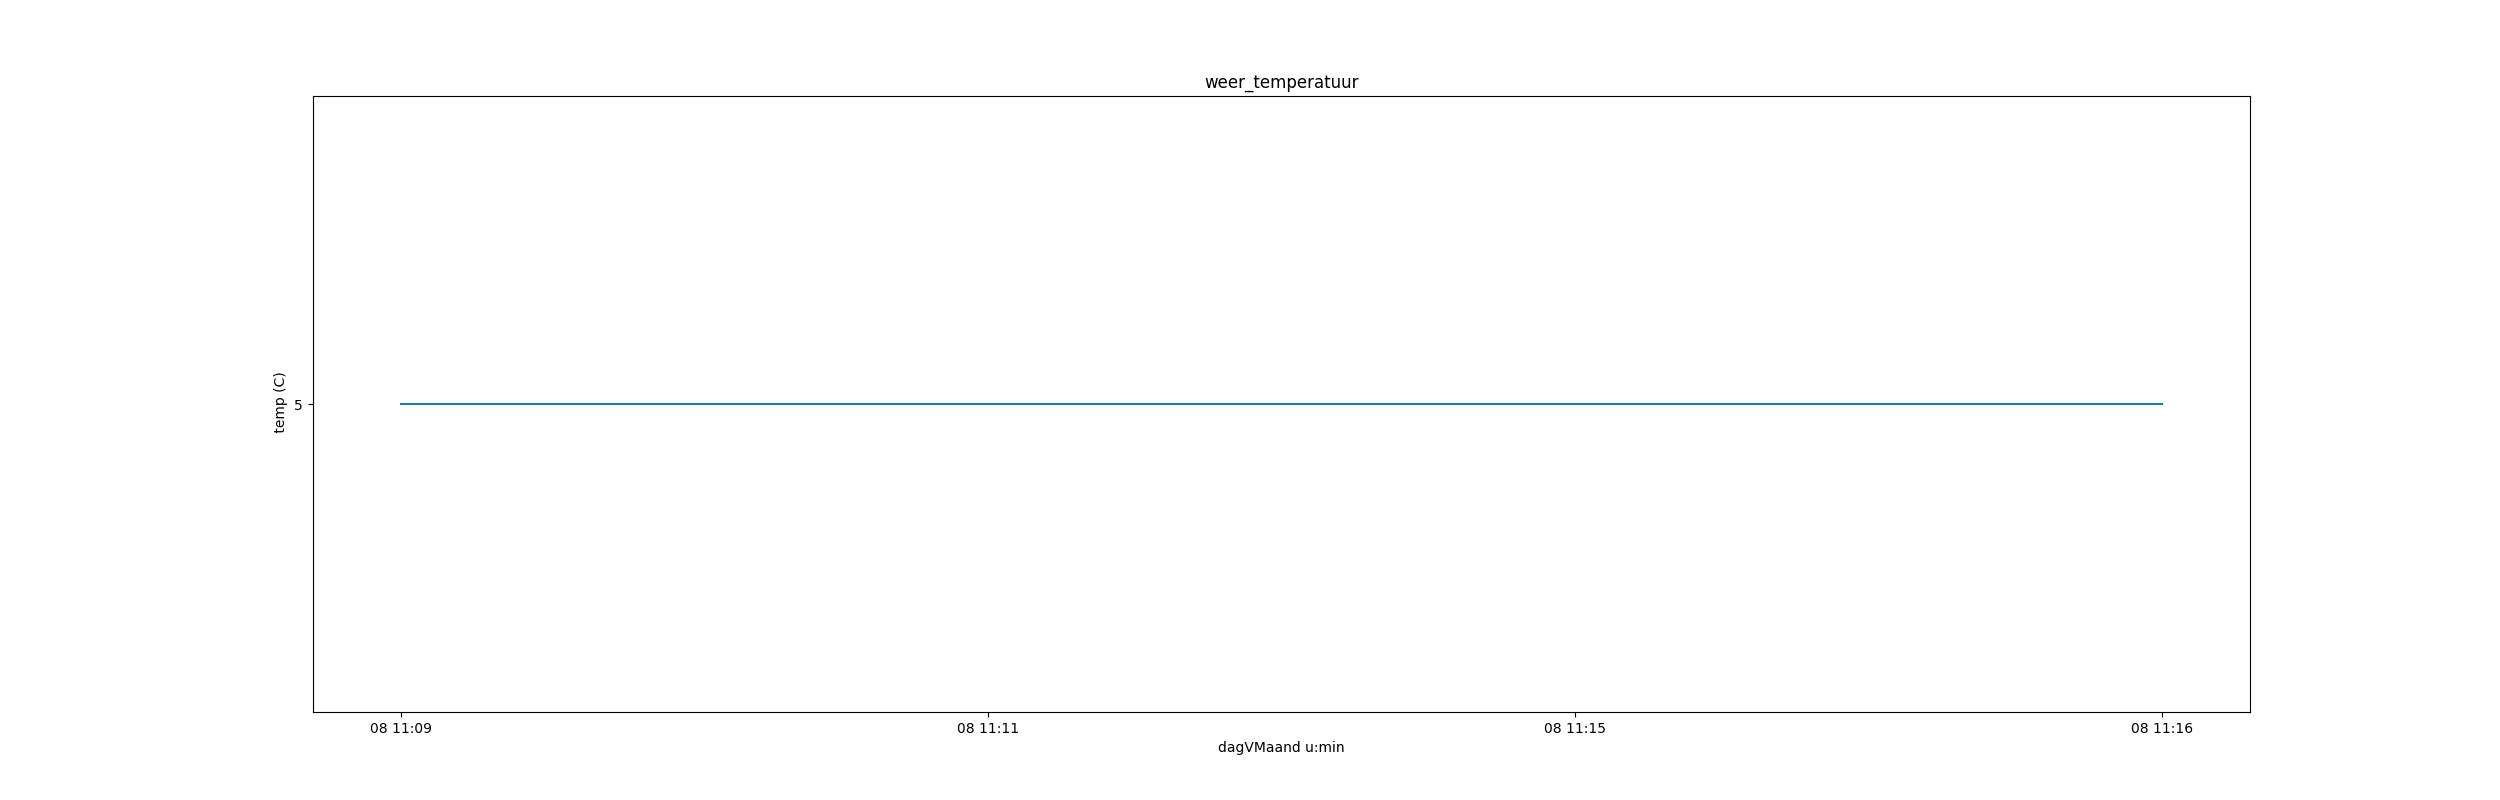 weer_temperatuur
temp (C)
5
08 11:09 08 11:11 08 11:15 08 11:16
dagVMaand u:min